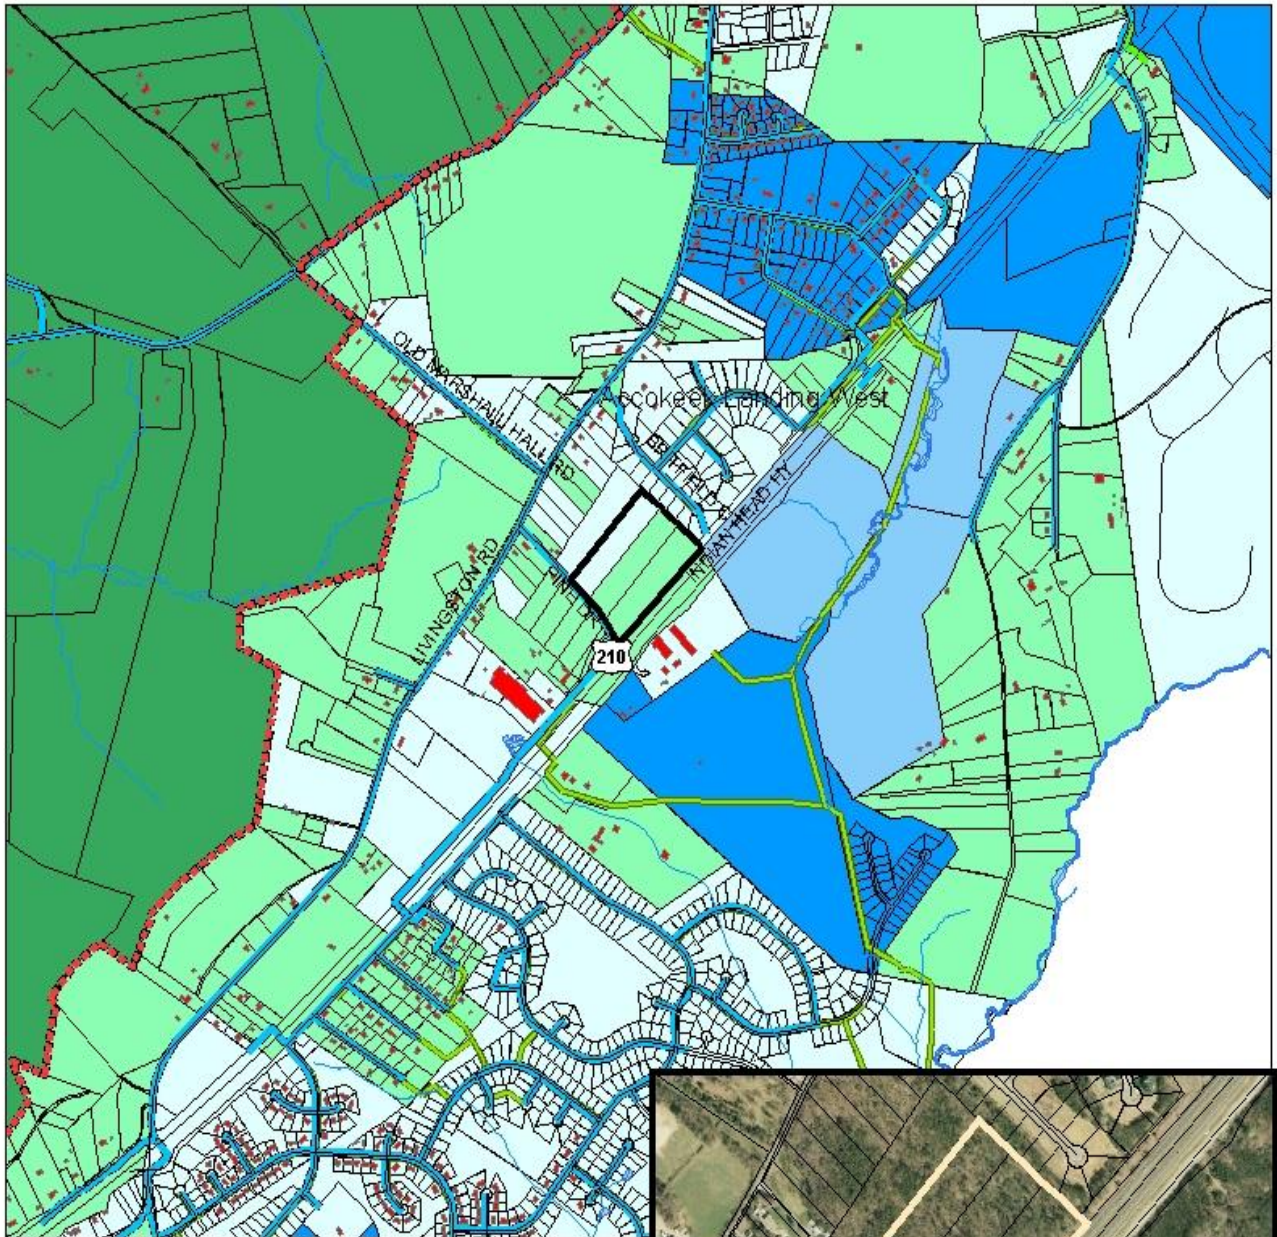 Accokeek Landing West
OLD MARSHALL HALL RD
INDIAN HEAD HY
LIVINGSTON RD
210